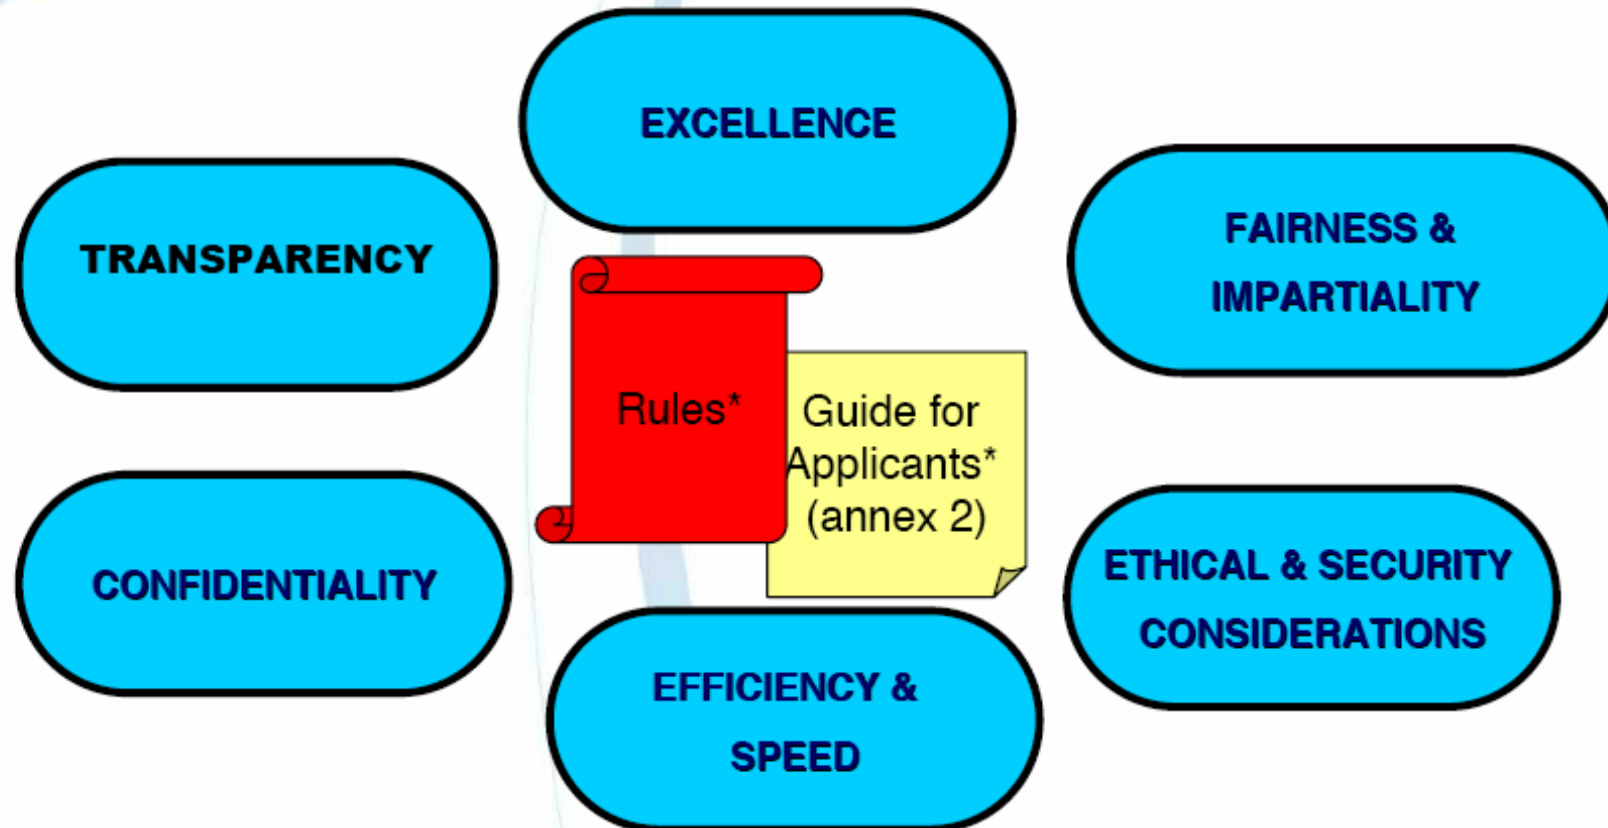 EXCELLENCE
TRANSPARENCY
FAIRNESS &
IMPARTIALITY
Rules*
Guide for
Applicants*
(annex 2)
CONFIDENTIALITY
ETHICAL & SECURITY
CONSIDERATIONS
EFFICIENCY &
SPEED